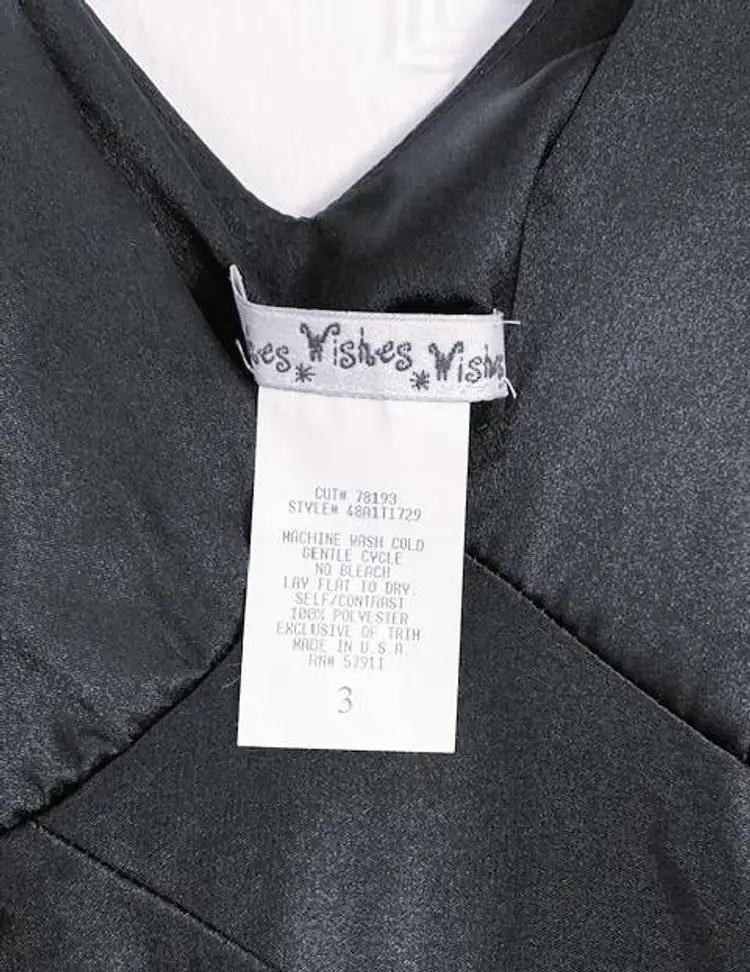 Wishes Wishes
CUT# 78193
STYLE# 48A1T1729
MACHINE WASH COLD
GENTLE CYCLE
NO BLEACH
LAY FLAT TO DRY.
SELF/CONTRAST
100% POLYESTER
EXCLUSIVE OF TRIM
MADE IN U.S.A.
RN# 57911
3